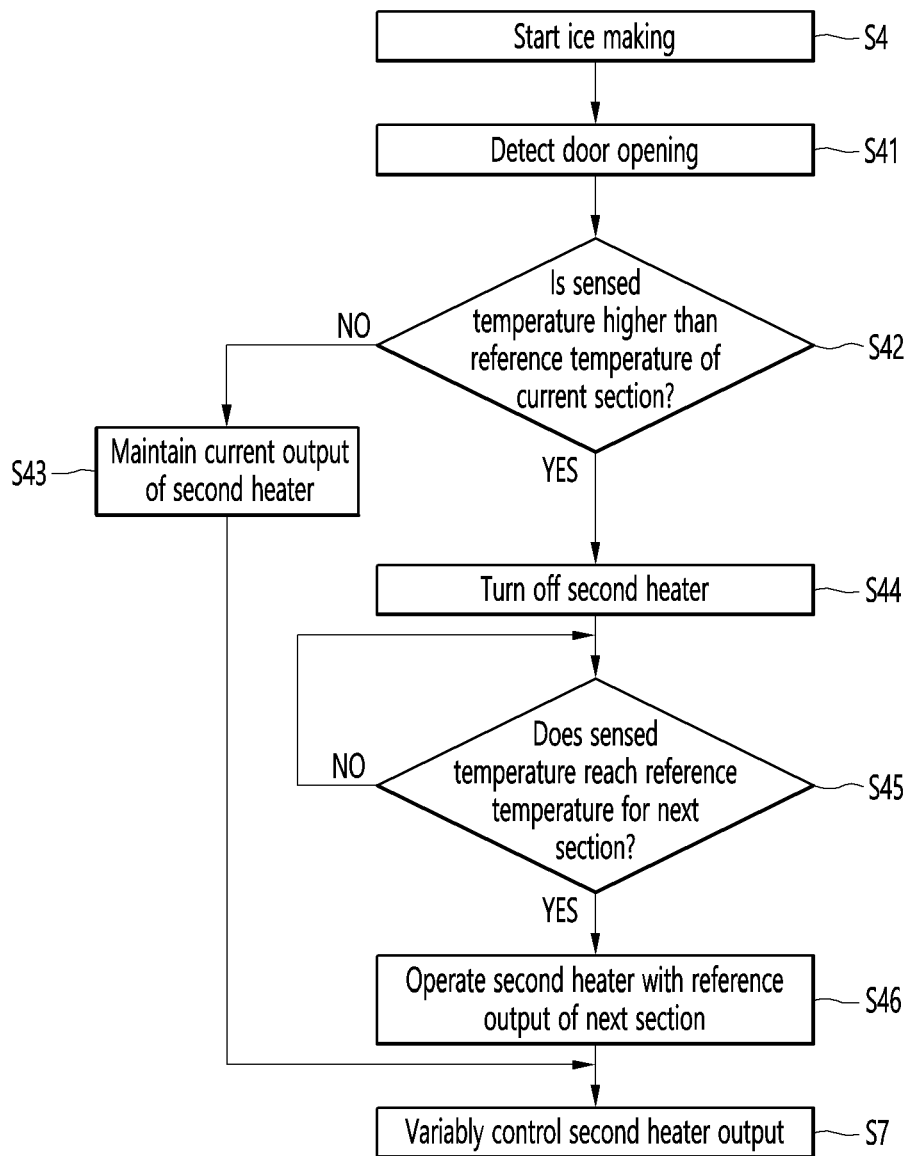 Start ice making
S4
Detect door opening
S41
Is sensed
temperature higher than
reference temperature of
current section?
S42
NO
YES
Maintain current output
of second heater
S43
Turn off second heater
S44
Does sensed
temperature reach reference
temperature for next
section?
S45
NO
YES
Operate second heater with reference
output of next section
S46
Variably control second heater output
S7